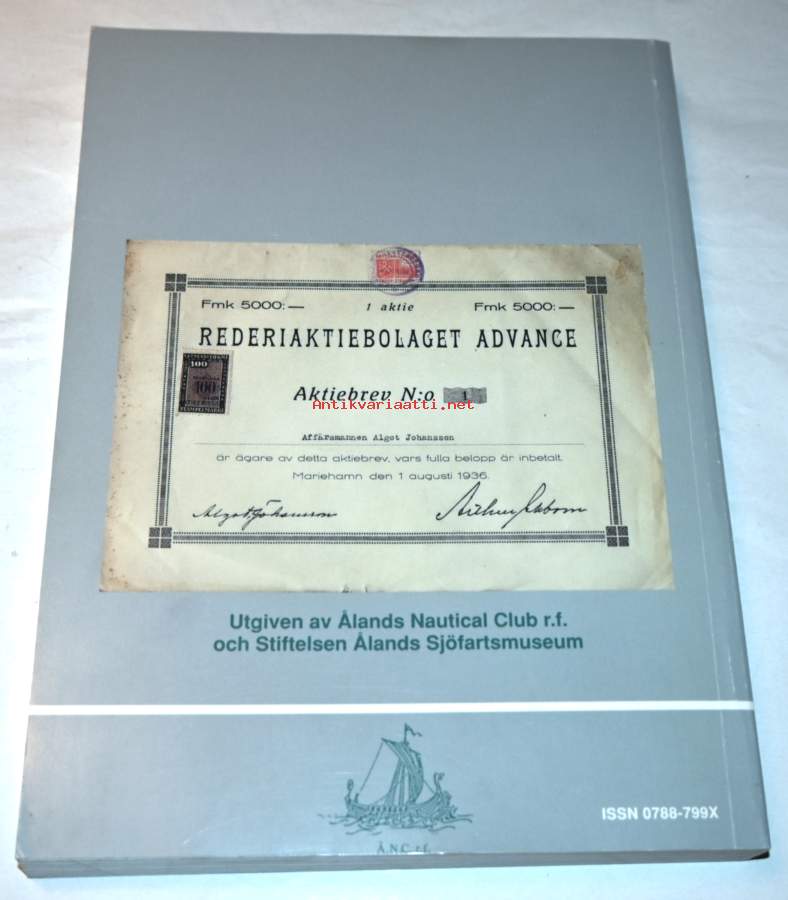 Fmk 5000:— 1 aktie Fmk 5000:—
REDERIAKTIEBOLAGET ADVANCE
100
100
Aktiebrev N:o 1
Antikvariaatti.net
Affärsmannen Algot Johansson
är ägare av detta aktiebrev, vars fulla belopp är inbetalt.
Mariehamn den 1 augusti 1936.
Algot Johansson
Utgiven av Ålands Nautical Club r.f.
och Stiftelsen Ålands Sjöfartsmuseum
ISSN 0788-799X
Å.N.C r.f.